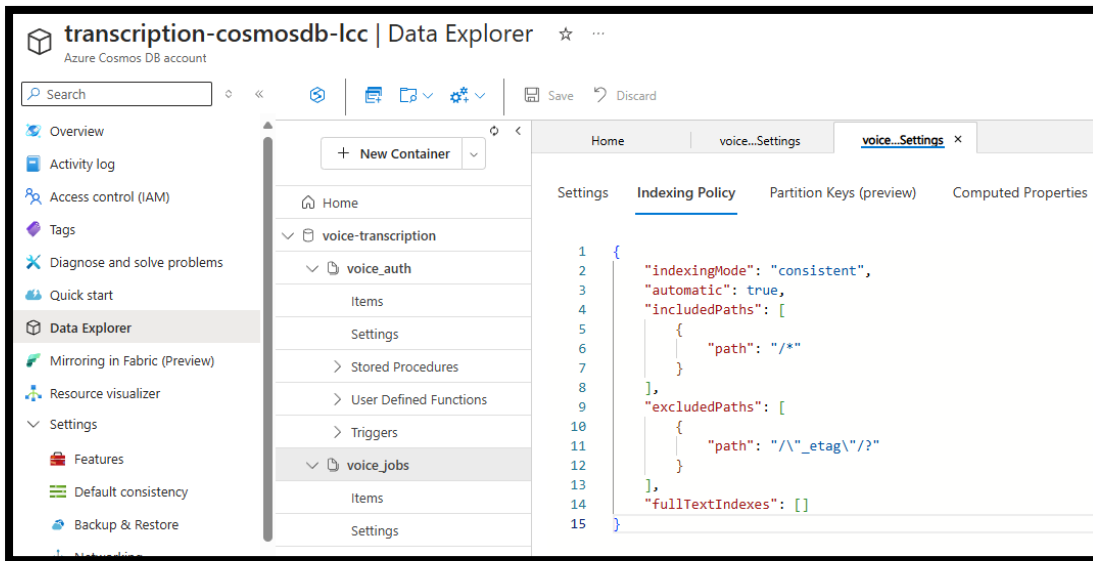 transcription-cosmosdb-lcc | Data Explorer ☆ ···
Azure Cosmos DB account
Search
Overview
Activity log
Access control (IAM)
Tags
Diagnose and solve problems
Quick start
Data Explorer
Mirroring in Fabric (Preview)
Resource visualizer
Settings
Features
Default consistency
Backup & Restore
Save Discard
+ New Container
Home
voice-transcription
voice_auth
Items
Settings
Stored Procedures
User Defined Functions
Triggers
voice_jobs
Items
Settings
Home voice...Settings voice...Settings ×
Settings Indexing Policy Partition Keys (preview) Computed Properties
1 {
2 "indexingMode": "consistent",
3 "automatic": true,
4 "includedPaths": [
5 {
6 "path": "/*"
7 }
8 ],
9 "excludedPaths": [
10 {
11 "path": "/\"_etag\"/?"
12 }
13 ],
14 "fullTextIndexes": []
15 }